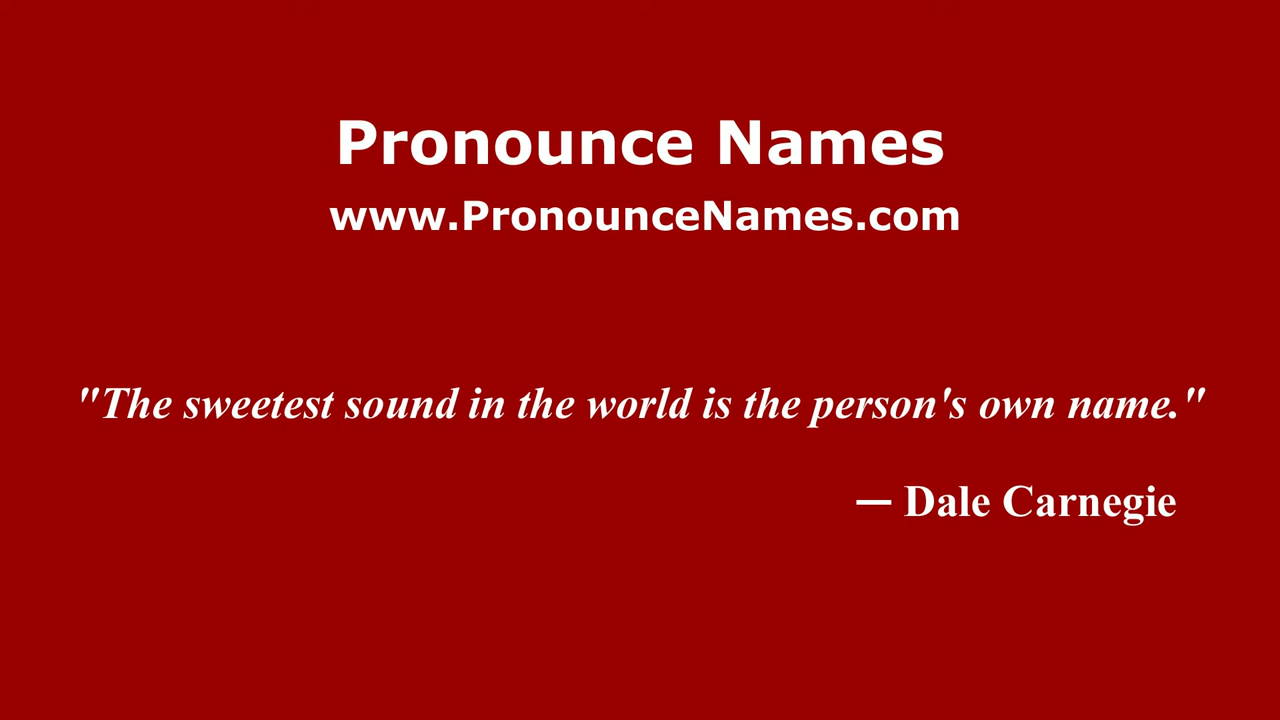 Pronounce Names
www.PronounceNames.com
"The sweetest sound in the world is the person's own name."
— Dale Carnegie